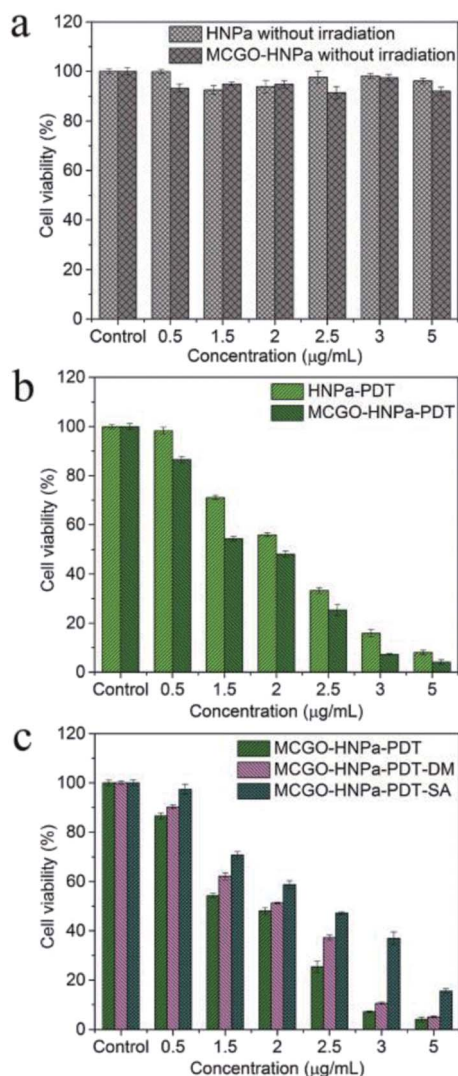 a
HNPa without irradiation
MCGO-HNPa without irradiation
120
100
80
60
40
20
0
Cell viability (%)
Control 0.5 1.5 2 2.5 3 5
Concentration (μg/mL)
b
HNPa-PDT
MCGO-HNPa-PDT
120
100
80
60
40
20
0
Cell viability (%)
Control 0.5 1.5 2 2.5 3 5
Concentration (μg/mL)
c
MCGO-HNPa-PDT
MCGO-HNPa-PDT-DM
MCGO-HNPa-PDT-SA
120
100
80
60
40
20
0
Cell viability (%)
Control 0.5 1.5 2 2.5 3 5
Concentration (μg/mL)